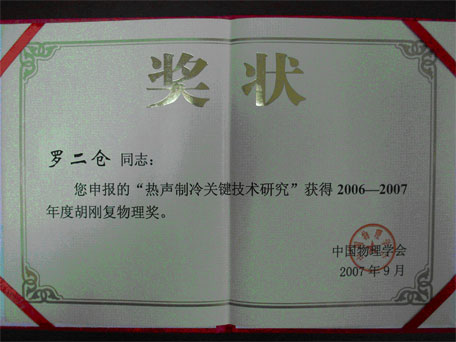 奖状
罗二仓 同志：
您申报的“热声制冷关键技术研究”获得 2006—2007
年度胡刚复物理奖。
中国物理学会
2007 年 9 月